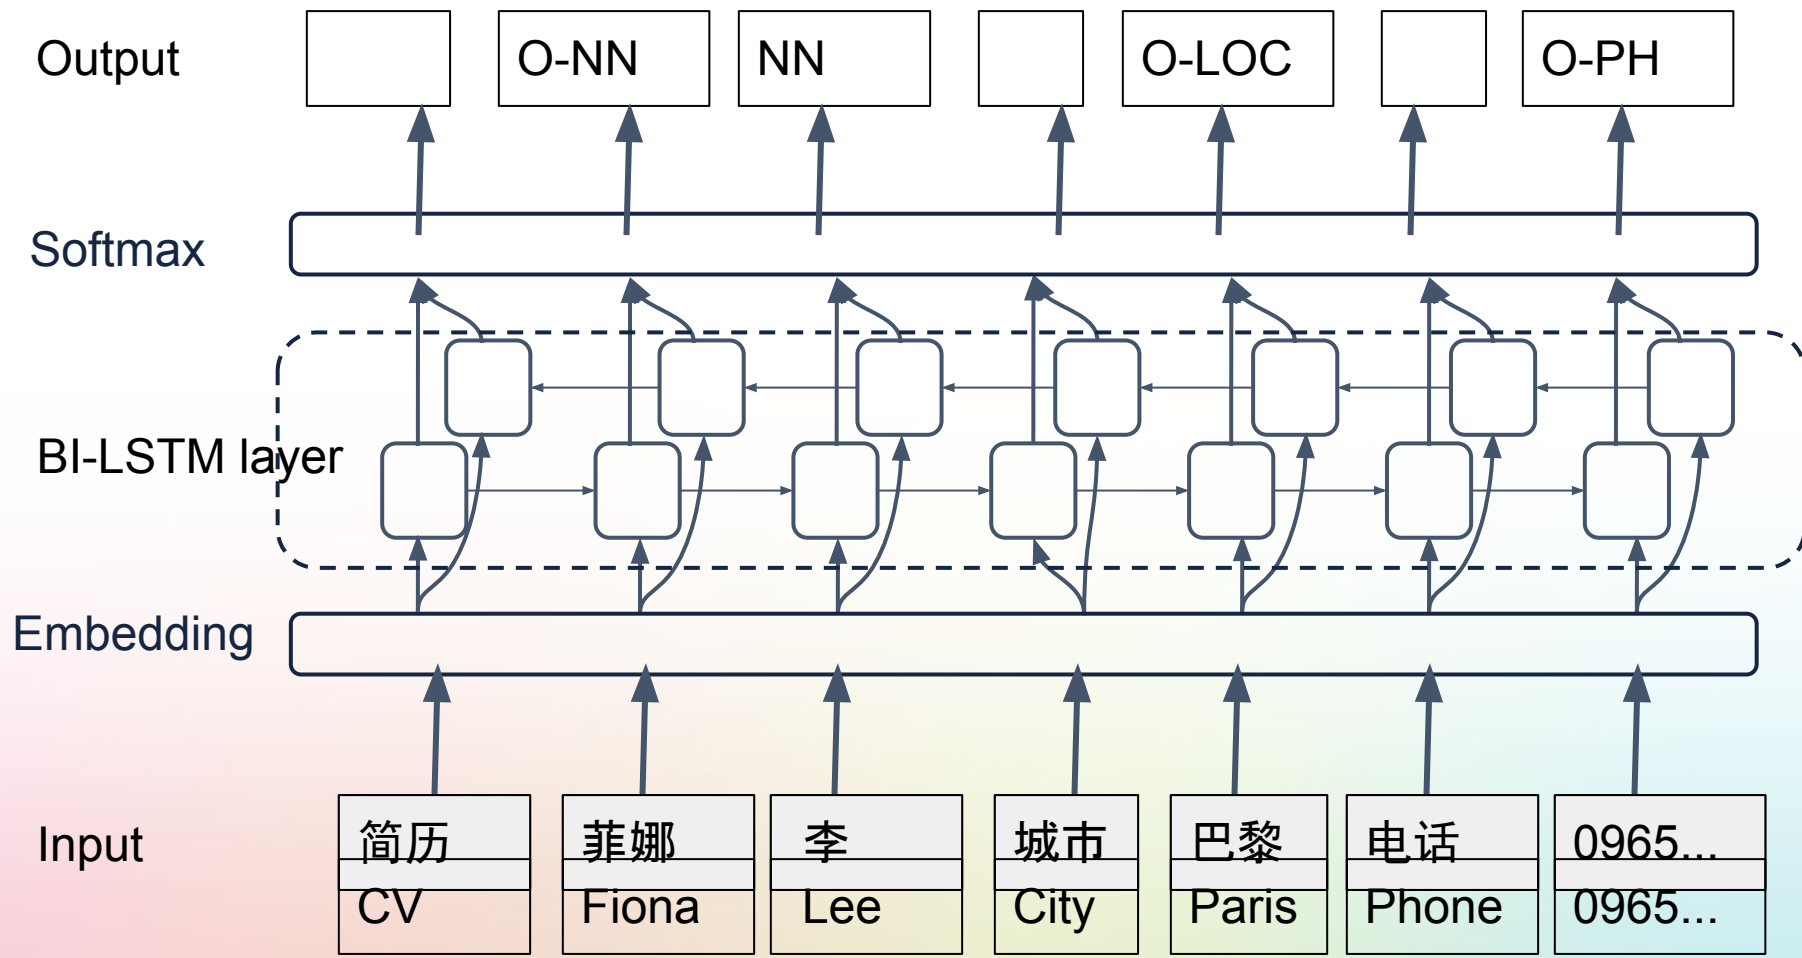 Output O-NN NN O-LOC O-PH
Softmax
BI-LSTM layer
Embedding
Input 简历 菲娜 李 城市 巴黎 电话 0965...
CV Fiona Lee City Paris Phone 0965...